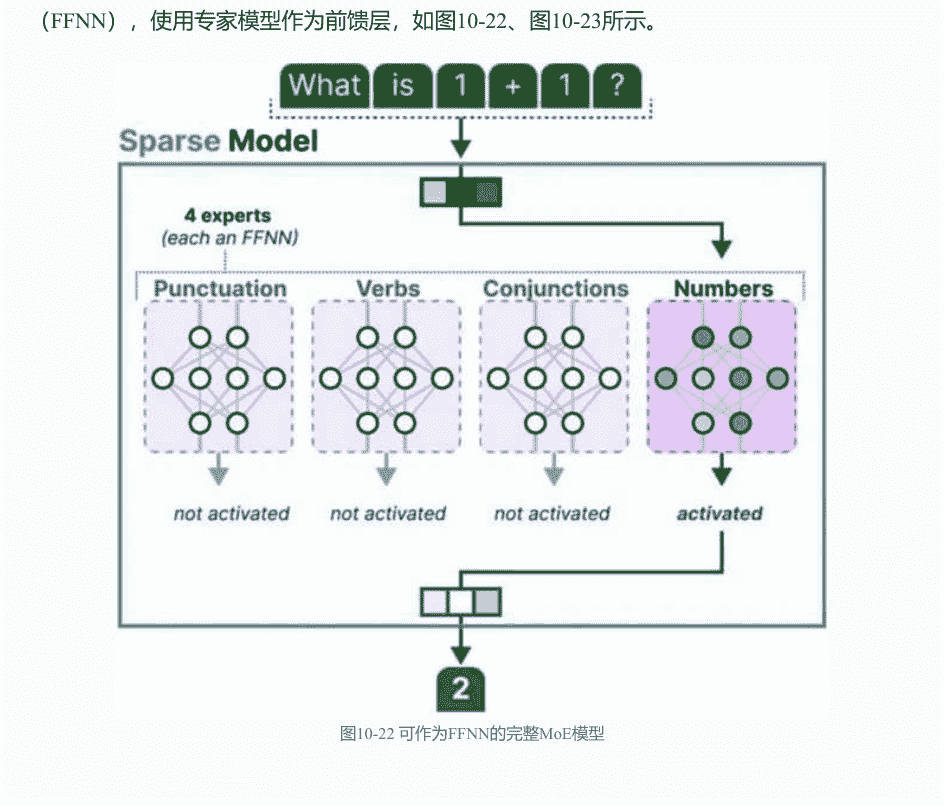 （FFNN），使用专家模型作为前馈层，如图10-22、图10-23所示。
What is 1 + 1 ?
Sparse Model
4 experts
(each an FFNN)
Punctuation Verbs Conjunctions Numbers
not activated not activated not activated activated
2
图10-22 可作为FFNN的完整MoE模型